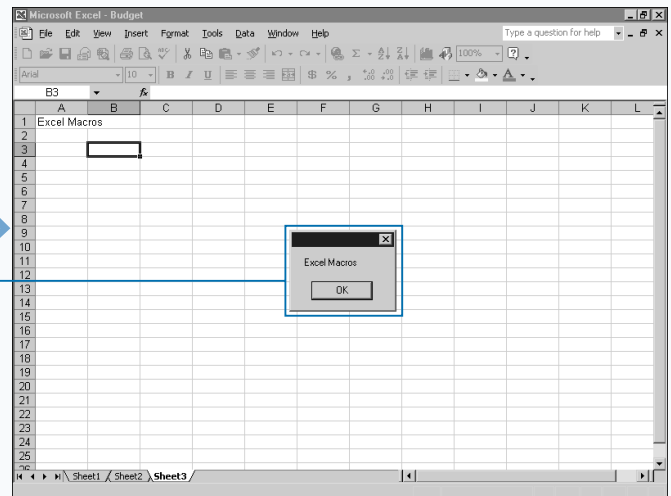 Microsoft Excel - Budget
File Edit View Insert Format Tools Data Window Help
Type a question for help
100%
Arial 10 B I U $ % ,
B3 fx
A B C D E F G H I J K L
1 Excel Macros
2
3
4
5
6
7
8
9
10
11 Excel Macros
12
13 OK
14
15
16
17
18
19
20
21
22
23
24
25
26
Sheet1 Sheet2 Sheet3